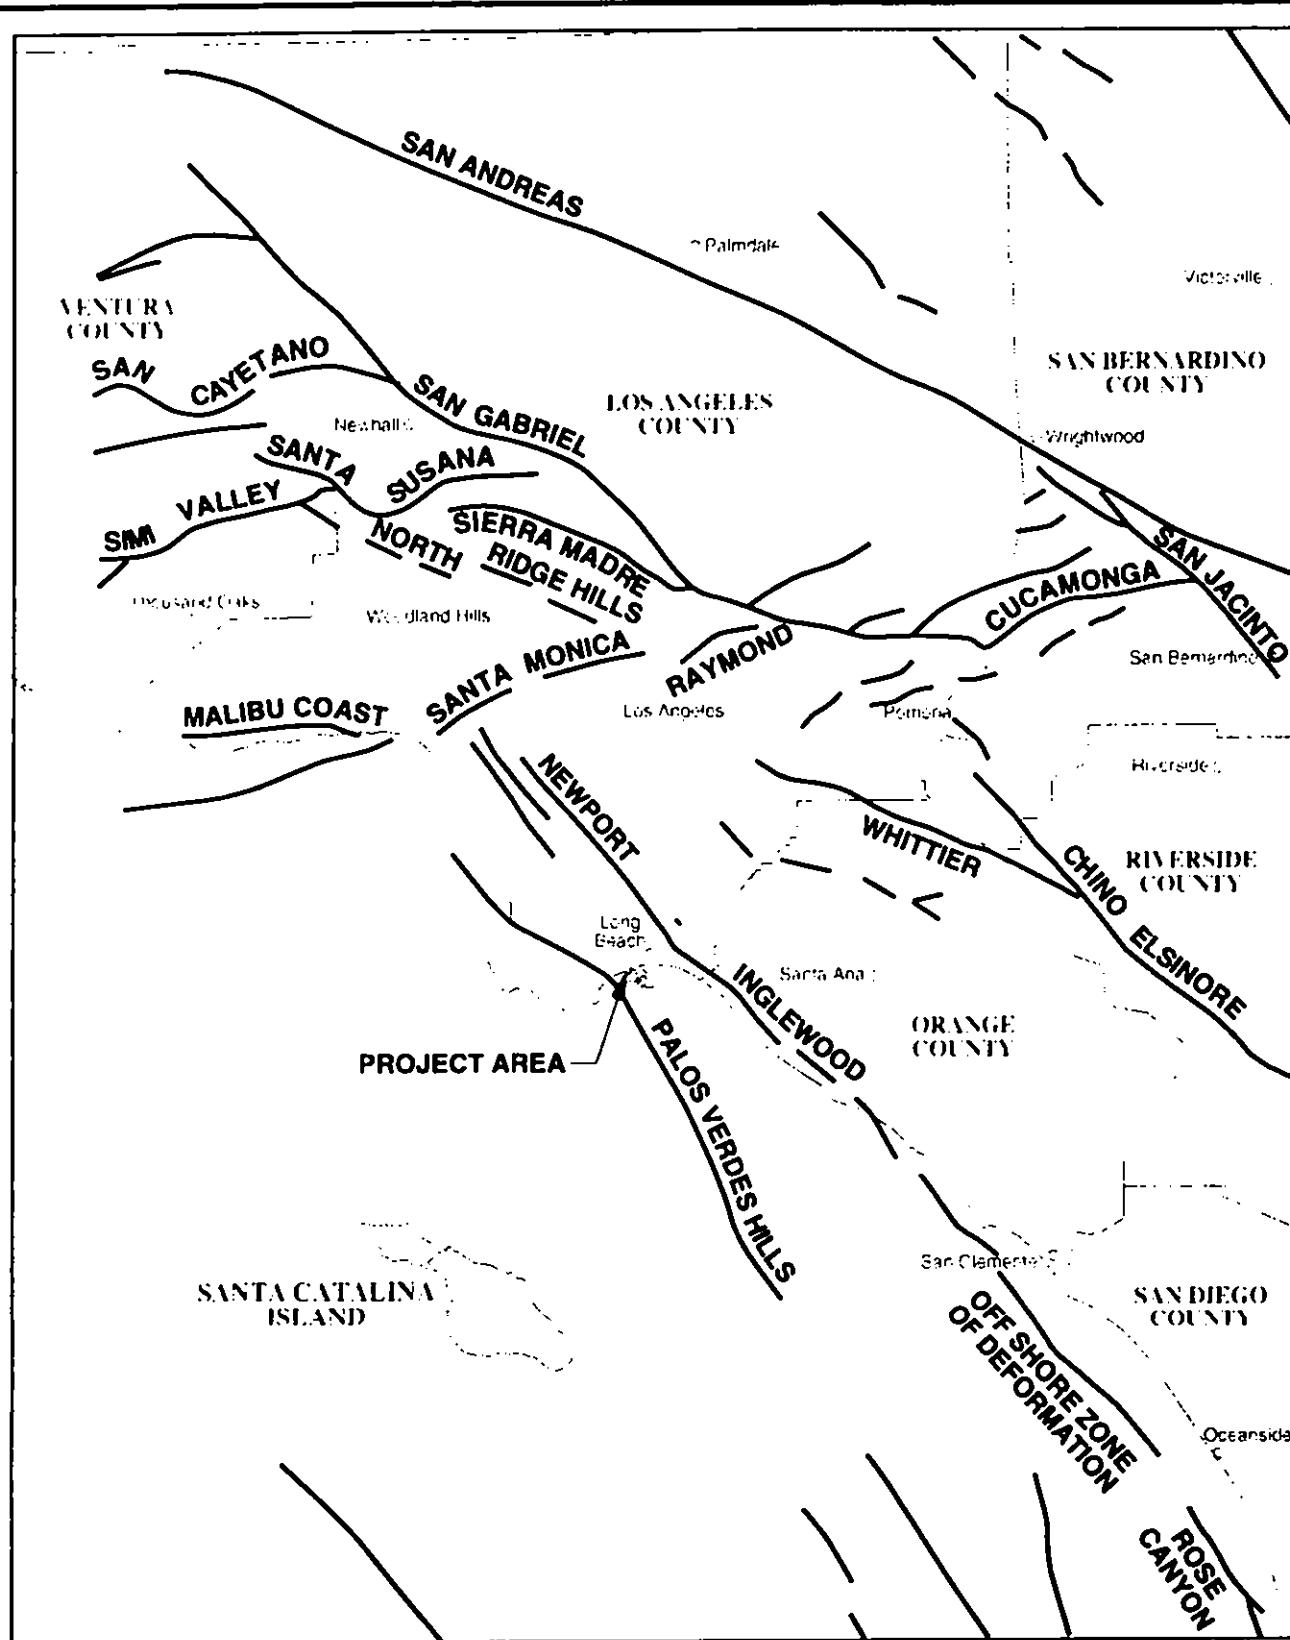 SAN ANDREAS
Palmdale
Victorville
VENTURA
COUNTY
SAN CAYETANO
SAN BERNARDINO
COUNTY
SAN GABRIEL
LOS ANGELES
COUNTY
Newhall
Wrightwood
SANTA SUSANA
SIMI VALLEY
NORTH
RIDGE HILLS
SIERRA MADRE
SAN JACINTO
CUCAMONGA
Thousand Oaks
Woodland Hills
SANTA MONICA
RAYMOND
San Bernardino
MALIBU COAST
Los Angeles
Pomona
Riverside
NEWPORT
WHITTIER
CHINO
RIVERSIDE
COUNTY
ELSINORE
Long
Beach
Santa Ana
INGLEWOOD
ORANGE
COUNTY
PROJECT AREA
PALOS VERDES HILLS
San Clemente
SANTA CATALINA
ISLAND
SAN DIEGO
COUNTY
OFF SHORE ZONE
OF DEFORMATION
Oceanside
ROSE
CANYON